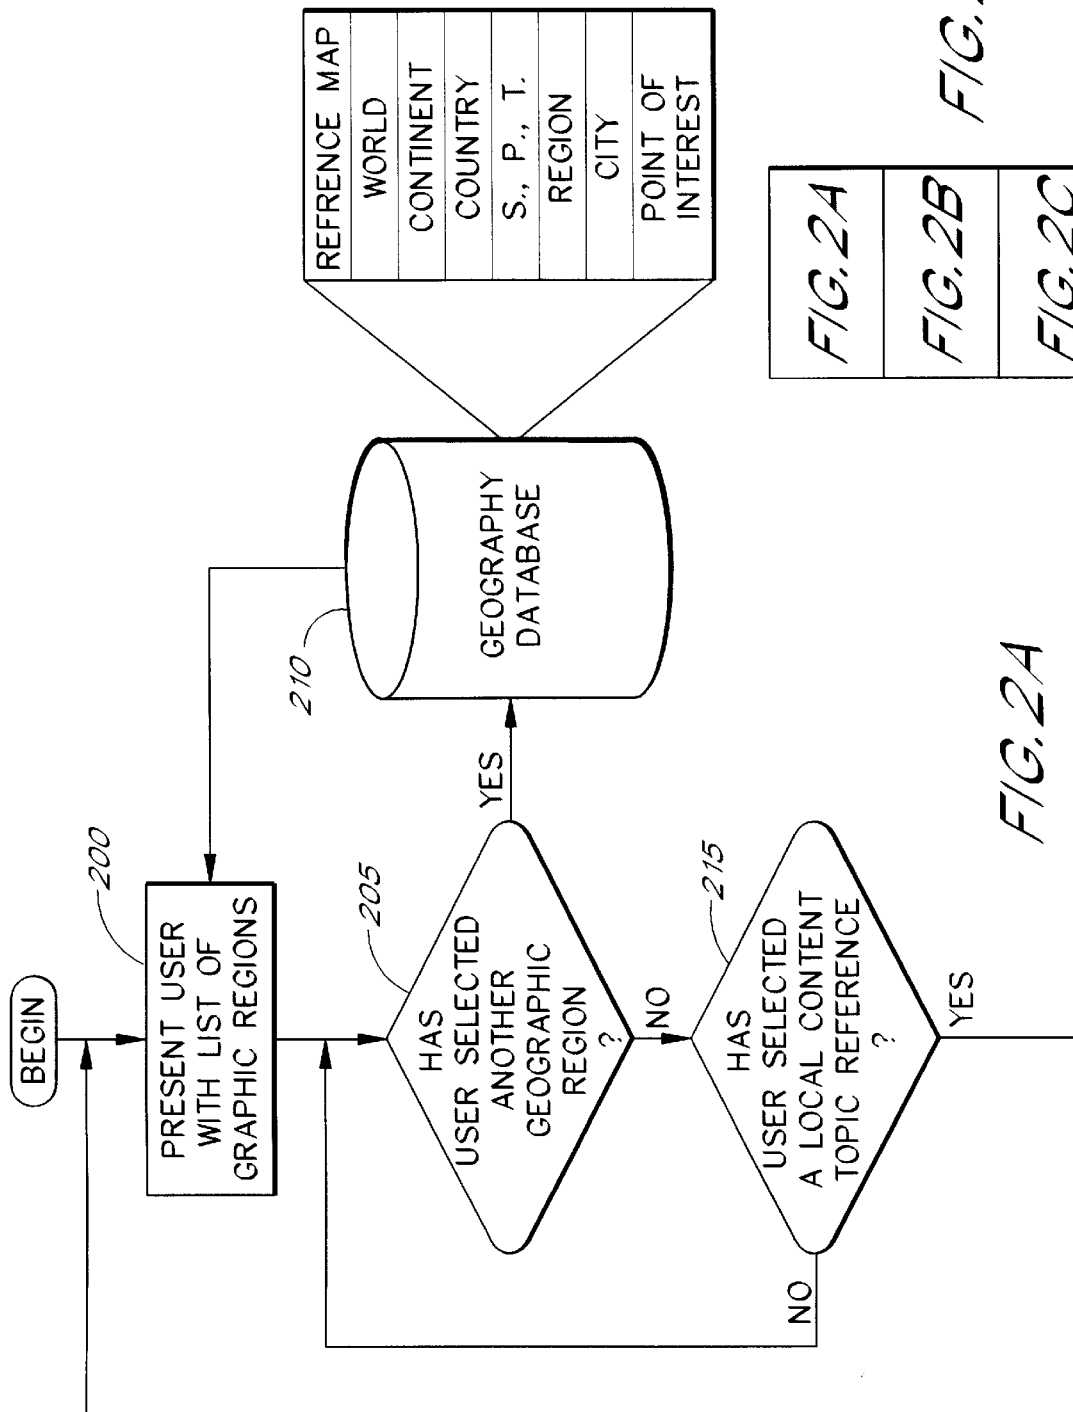 BEGIN
PRESENT USER
WITH LIST OF
GRAPHIC REGIONS
200
HAS
USER SELECTED
ANOTHER
GEOGRAPHIC
REGION
?
205
YES
NO
210
GEOGRAPHY
DATABASE
REFRENCE MAP
WORLD
CONTINENT
COUNTRY
S., P., T.
REGION
CITY
POINT OF
INTEREST
HAS
USER SELECTED
A LOCAL CONTENT
TOPIC REFERENCE
?
215
NO
YES
FIG.2A
FIG.2A
FIG.2B
FIG.2C
FIG.